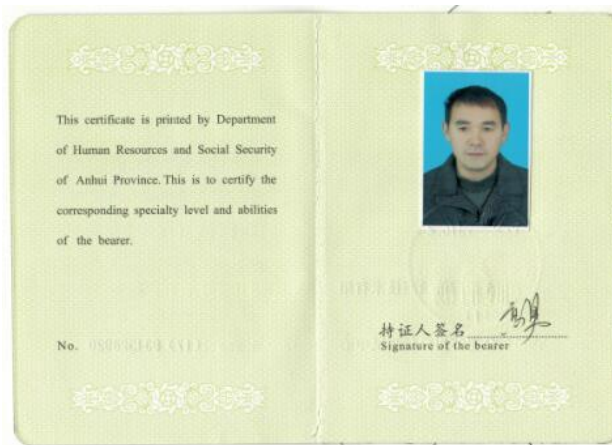 This certificate is printed by Department
of Human Resources and Social Security
of Anhui Province. This is to certify the
corresponding specialty level and abilities
of the bearer.
No.
持证人签名
Signature of the bearer